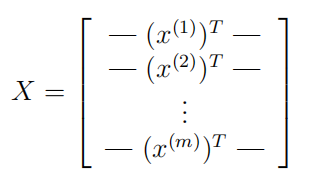 — (x^{(1)})^T —
— (x^{(2)})^T —
X =
⋮
— (x^{(m)})^T —